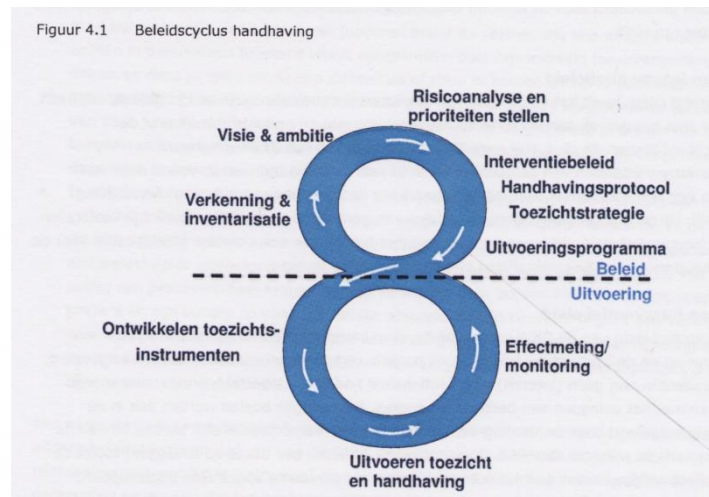 Figuur 4.1 Beleidscyclus handhaving
Risicoanalyse en
prioriteiten stellen
Visie & ambitie
Interventiebeleid
Handhavingsprotocol
Verkenning &
inventarisatie
Toezichtstrategie
Uitvoeringsprogramma
Beleid
Uitvoering
Ontwikkelen toezichts-
instrumenten
Effectmeting/
monitoring
Uitvoeren toezicht
en handhaving